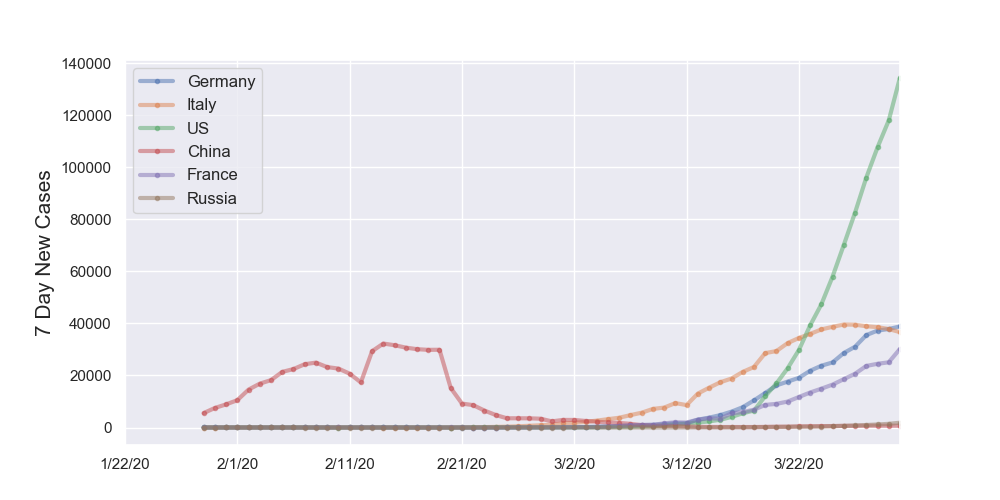 140000
120000
100000
80000
60000
40000
20000
0
7 Day New Cases
Germany
Italy
US
China
France
Russia
1/22/20 2/1/20 2/11/20 2/21/20 3/2/20 3/12/20 3/22/20